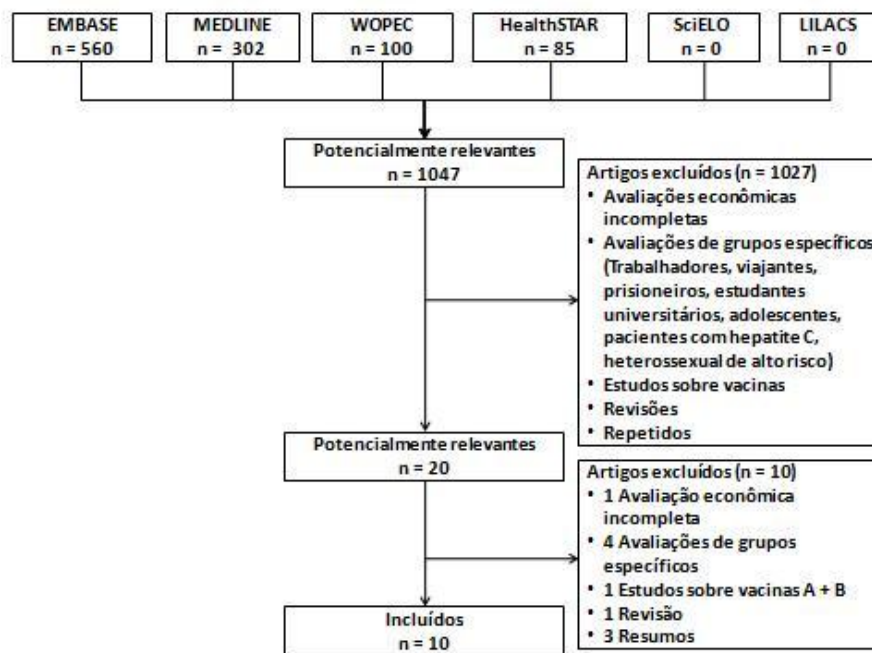 EMBASE
n = 560
MEDLINE
n = 302
WOPEC
n = 100
HealthSTAR
n = 85
SciELO
n = 0
LILACS
n = 0
Potencialmente relevantes
n = 1047
Artigos excluídos (n = 1027)
• Avaliações econômicas
incompletas
• Avaliações de grupos específicos
(Trabalhadores, viajantes,
prisioneiros, estudantes
universitários, adolescentes,
pacientes com hepatite C,
heterossexual de alto risco)
• Estudos sobre vacinas
• Revisões
• Repetidos
Potencialmente relevantes
n = 20
Artigos excluídos (n = 10)
• 1 Avaliação econômica
incompleta
• 4 Avaliações de grupos
específicos
• 1 Estudos sobre vacinas A + B
• 1 Revisão
• 3 Resumos
Incluídos
n = 10